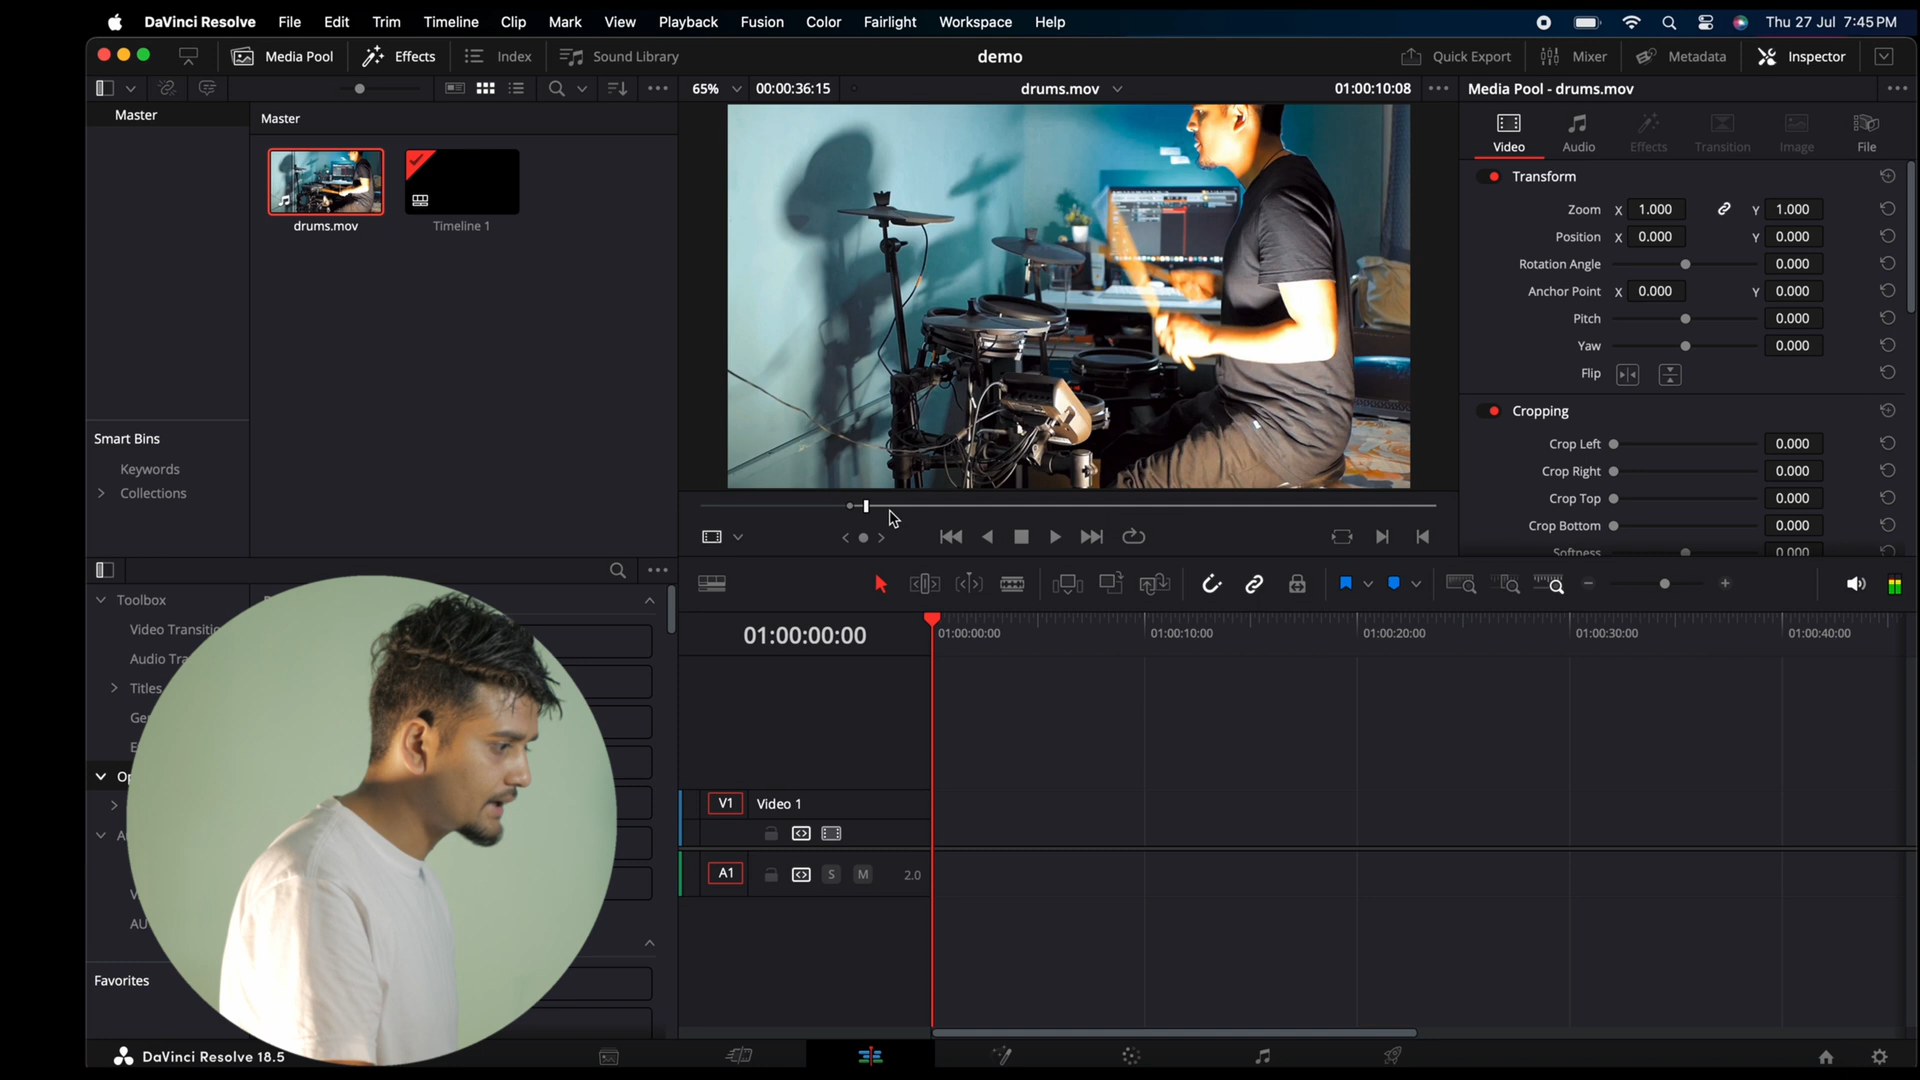 DaVinci Resolve File Edit Trim Timeline Clip Mark View Playback Fusion Color Fairlight Workspace Help Thu 27 Jul 7:45 PM
Media Pool Effects Index Sound Library demo Quick Export Mixer Metadata Inspector
65% 00:00:36:15 drums.mov 01:00:10:08 Media Pool - drums.mov
Master
Master
Video Audio Effects Transition Image File
drums.mov Timeline 1
Transform
Zoom X 1.000 Y 1.000
Position X 0.000 Y 0.000
Rotation Angle 0.000
Anchor Point X 0.000 Y 0.000
Pitch 0.000
Yaw 0.000
Flip
Cropping
Crop Left 0.000
Crop Right 0.000
Crop Top 0.000
Crop Bottom 0.000
Softness 0.000
Smart Bins
Keywords
Collections
Toolbox
Video Transiti
Audio Tra
Titles
Ge
E
Op
A
V
AU
Favorites
01:00:00:00
01:00:00:00 01:00:10:00 01:00:20:00 01:00:30:00 01:00:40:00
V1 Video 1
A1 S M 2.0
DaVinci Resolve 18.5